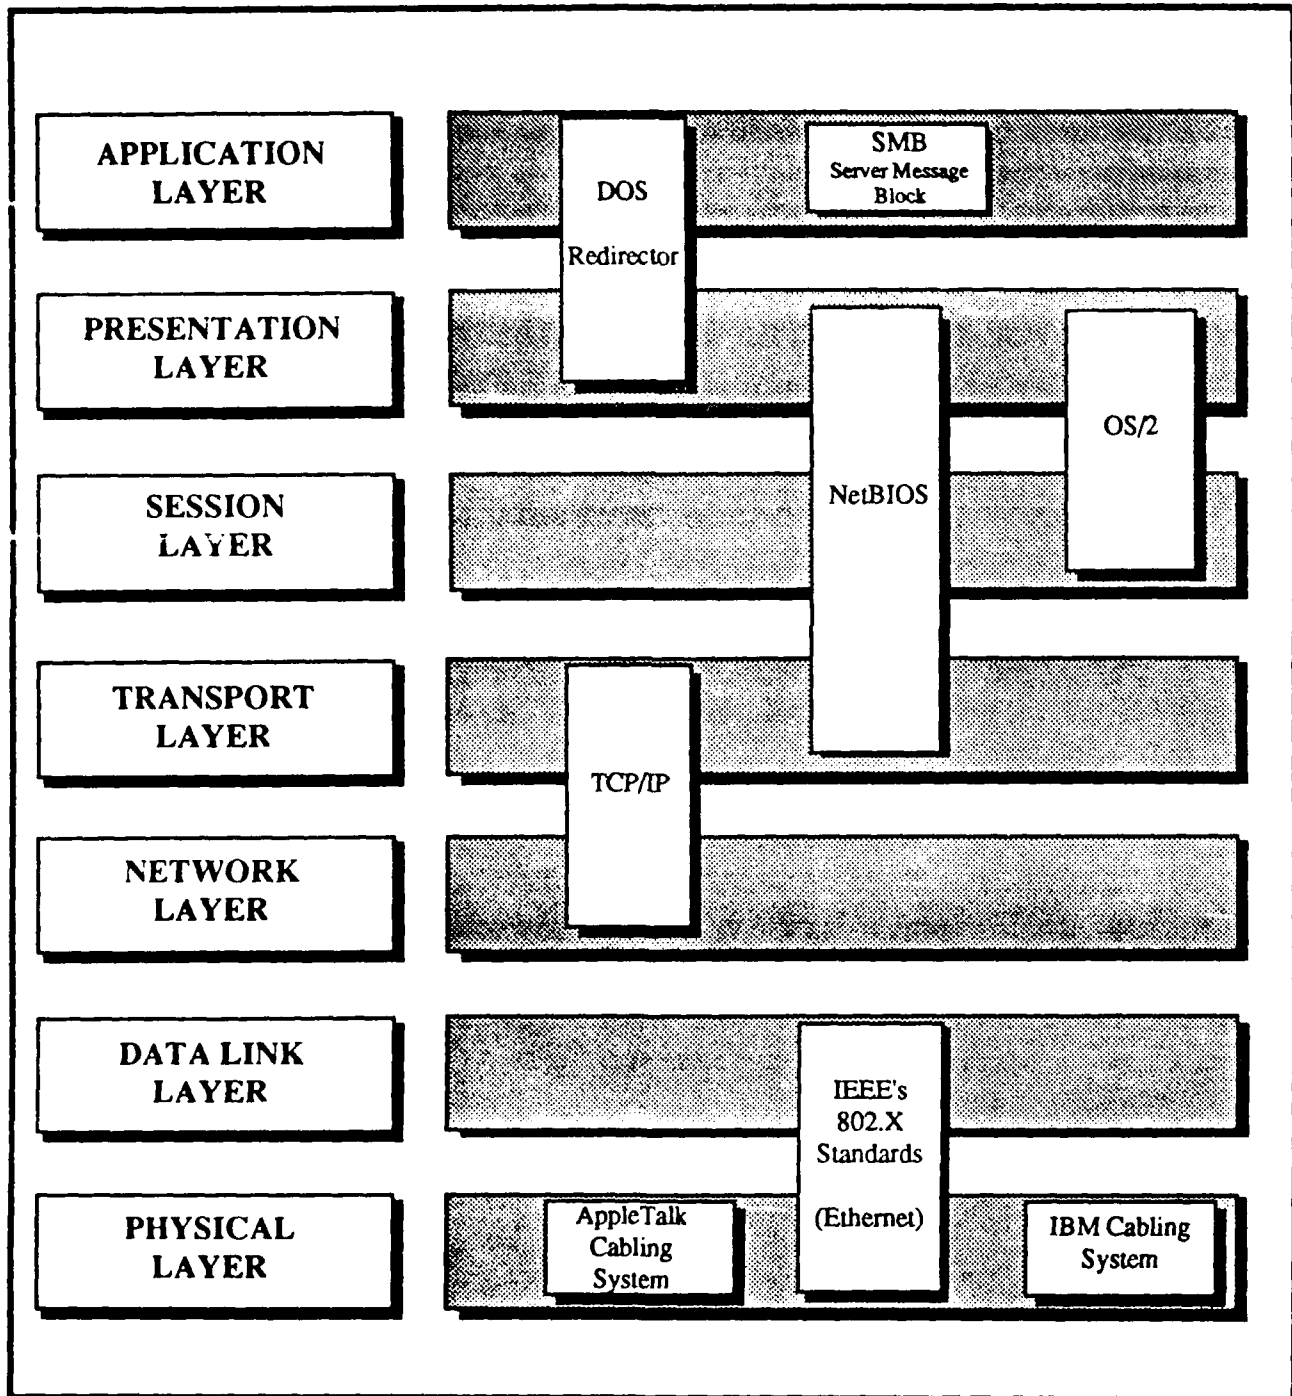 APPLICATION
LAYER
DOS
Redirector
SMB
Server Message
Block
PRESENTATION
LAYER
OS/2
SESSION
LAYER
NetBIOS
TRANSPORT
LAYER
TCP/IP
NETWORK
LAYER
DATA LINK
LAYER
IEEE's
802.X
Standards
(Ethernet)
PHYSICAL
LAYER
AppleTalk
Cabling
System
IBM Cabling
System